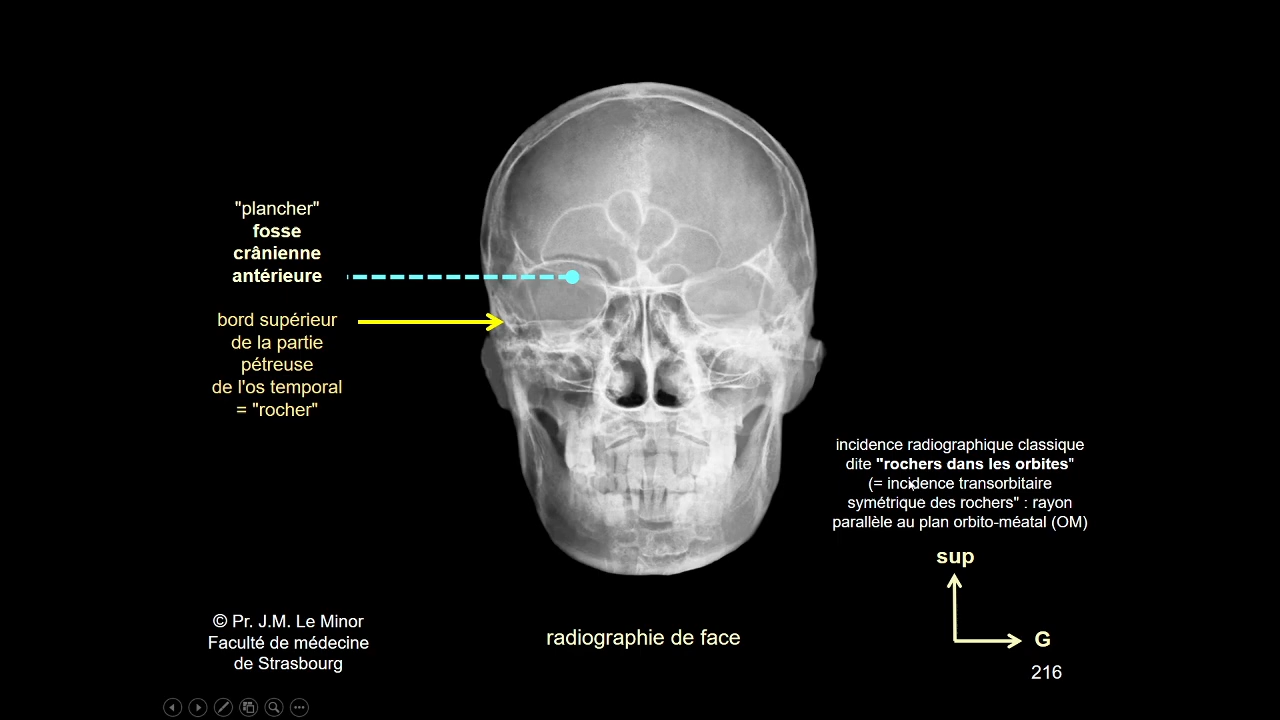 "plancher"
fosse
crânienne
antérieure
bord supérieur
de la partie
pétreuse
de l'os temporal
= "rocher"
incidence radiographique classique
dite "rochers dans les orbites"
(= incidence transorbitaire
symétrique des rochers" : rayon
parallèle au plan orbito-méatal (OM)
sup
G
© Pr. J.M. Le Minor
Faculté de médecine
de Strasbourg
radiographie de face
216